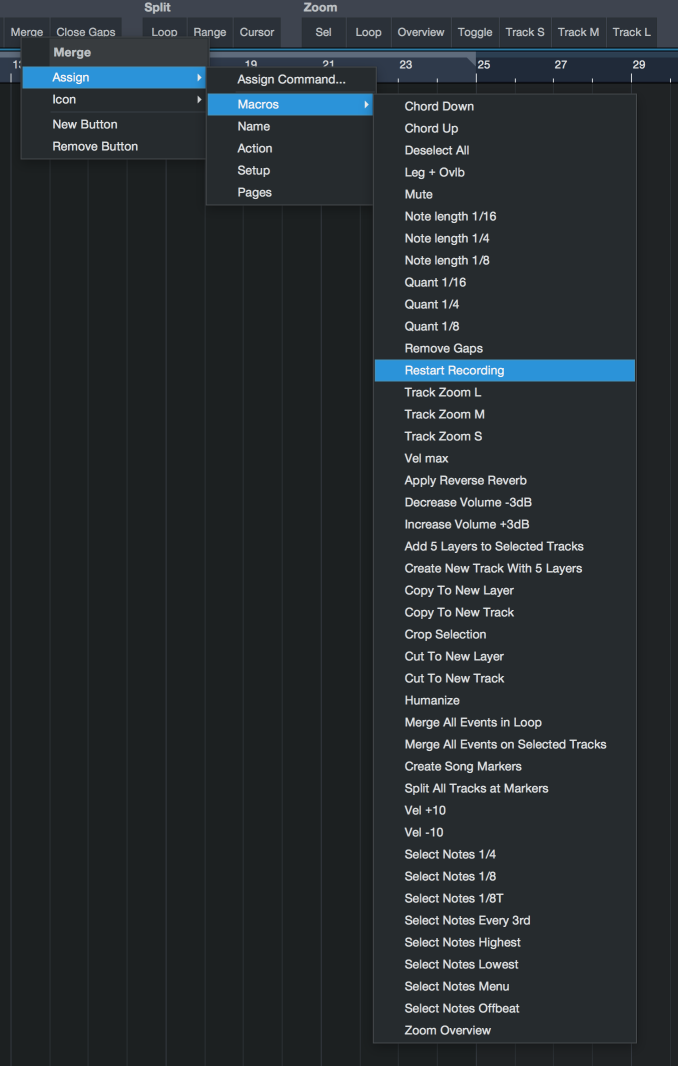 Split Zoom
Merge Close Gaps Loop Range Cursor Sel Loop Overview Toggle Track S Track M Track L
19 21 23 25 27 29
Merge
Assign
Icon
New Button
Remove Button
Assign Command...
Macros
Name
Action
Setup
Pages
Chord Down
Chord Up
Deselect All
Leg + Ovlb
Mute
Note length 1/16
Note length 1/4
Note length 1/8
Quant 1/16
Quant 1/4
Quant 1/8
Remove Gaps
Restart Recording
Track Zoom L
Track Zoom M
Track Zoom S
Vel max
Apply Reverse Reverb
Decrease Volume -3dB
Increase Volume +3dB
Add 5 Layers to Selected Tracks
Create New Track With 5 Layers
Copy To New Layer
Copy To New Track
Crop Selection
Cut To New Layer
Cut To New Track
Humanize
Merge All Events in Loop
Merge All Events on Selected Tracks
Create Song Markers
Split All Tracks at Markers
Vel +10
Vel -10
Select Notes 1/4
Select Notes 1/8
Select Notes 1/8T
Select Notes Every 3rd
Select Notes Highest
Select Notes Lowest
Select Notes Menu
Select Notes Offbeat
Zoom Overview